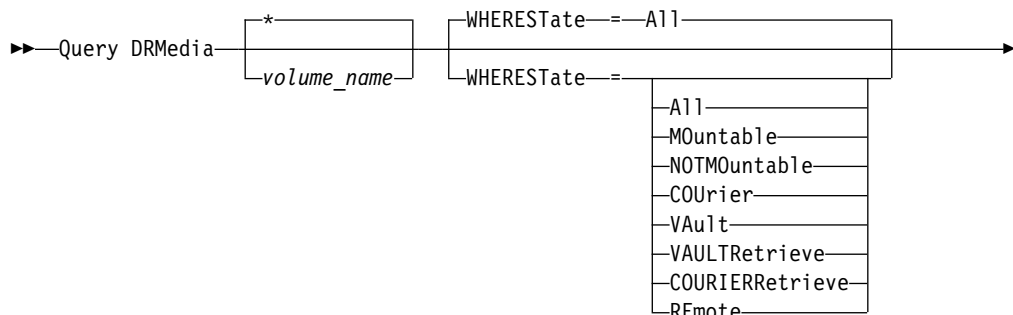 * WHERESTate = All
Query DRMedia
volume_name WHERESTate =
All
MOuntable
NOTMOuntable
COUrier
VAult
VAULTRetrieve
COURIERRetrieve
REmote